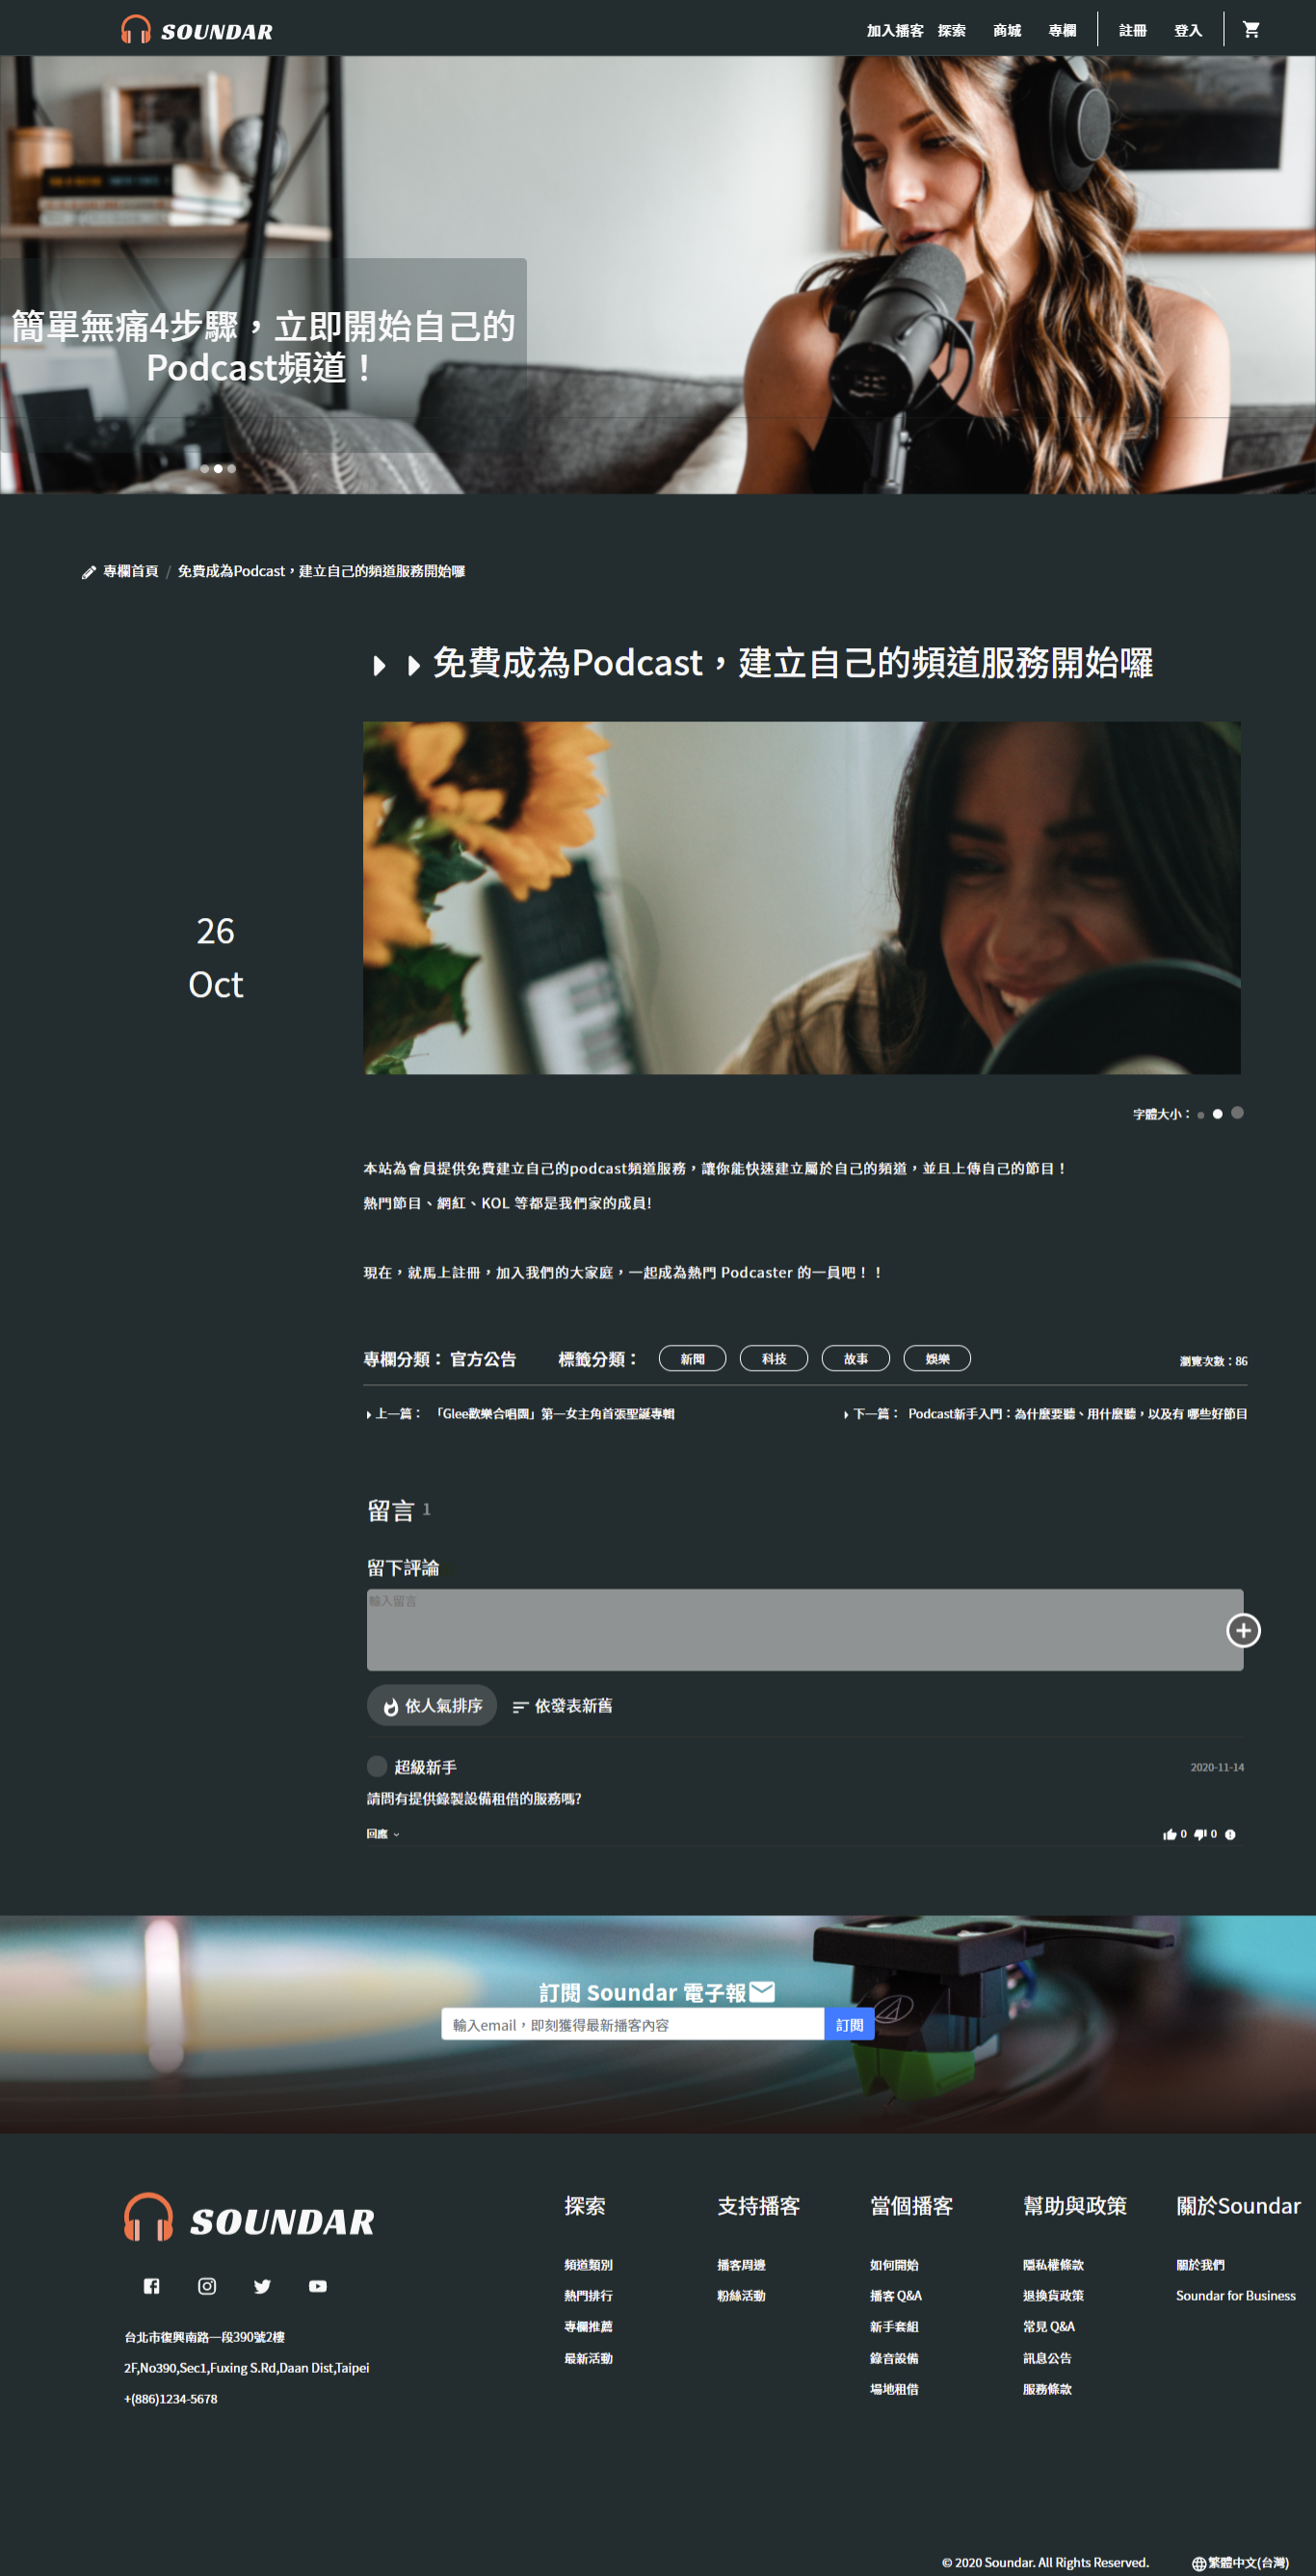 SOUNDAR
加入播客 探索 商城 專欄 註冊 登入
簡單無痛4步驟，立即開始自己的
Podcast頻道！
專欄首頁 / 免費成為Podcast，建立自己的頻道服務開始囉
免費成為Podcast，建立自己的頻道服務開始囉
26
Oct
字體大小：
本站為會員提供免費建立自己的podcast頻道服務，讓你能快速建立屬於自己的頻道，並且上傳自己的節目！
熱門節目、網紅、KOL 等都是我們家的成員!
現在，就馬上註冊，加入我們的大家庭，一起成為熱門 Podcaster 的一員吧！！
專欄分類： 官方公告 標籤分類： 新聞 科技 故事 娛樂 瀏覽次數：86
上一篇： 「Glee歡樂合唱團」第一女主角首張聖誕專輯 下一篇： Podcast新手入門：為什麼要聽、用什麼聽，以及有 哪些好節目
留言 1
留下評論
輸入留言
依人氣排序 依發表新舊
超級新手 2020-11-14
請問有提供錄製設備租借的服務嗎?
回應 0 0
訂閱 Soundar 電子報
輸入email，即刻獲得最新播客內容 訂閱
SOUNDAR
台北市復興南路一段390號2樓
2F,No390,Sec1,Fuxing S.Rd,Daan Dist,Taipei
+(886)1234-5678
探索
頻道類別
熱門排行
專欄推薦
最新活動
支持播客
播客周邊
粉絲活動
當個播客
如何開始
播客 Q&A
新手套組
錄音設備
場地租借
幫助與政策
隱私權條款
退換貨政策
常見 Q&A
訊息公告
服務條款
關於Soundar
關於我們
Soundar for Business
© 2020 Soundar. All Rights Reserved. 繁體中文(台灣)